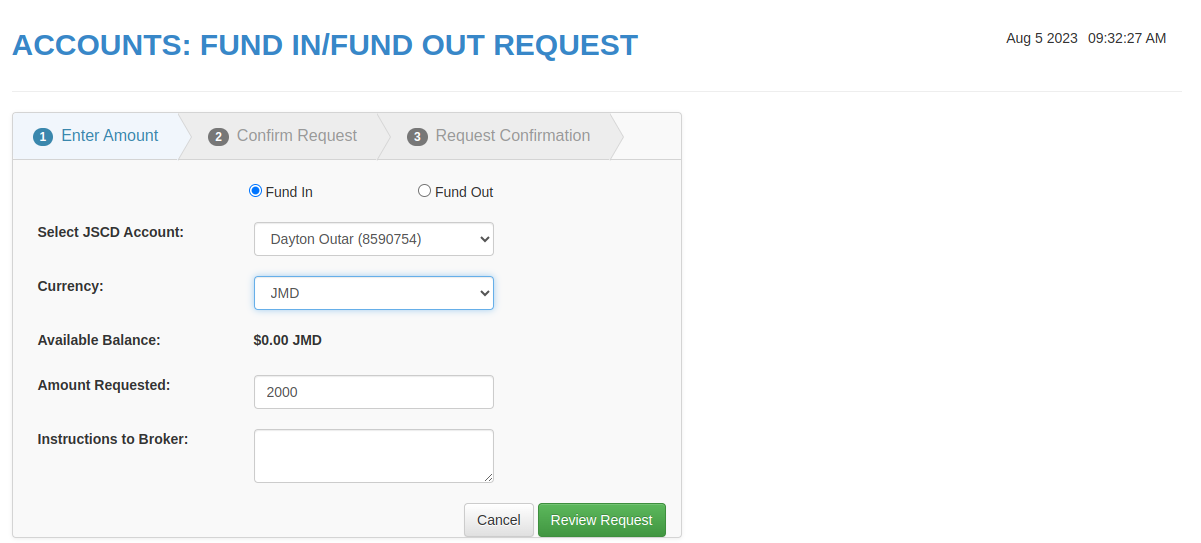 ACCOUNTS: FUND IN/FUND OUT REQUEST
Aug 5 2023 09:32:27 AM
1 Enter Amount 2 Confirm Request 3 Request Confirmation
Fund In Fund Out
Select JSCD Account: Dayton Outar (8590754)
Currency: JMD
Available Balance: $0.00 JMD
Amount Requested: 2000
Instructions to Broker:
Cancel Review Request